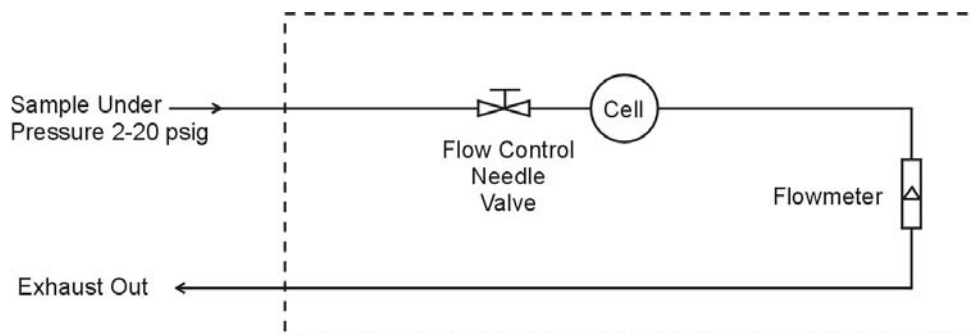 Sample Under
Pressure 2-20 psig
Cell
Flow Control
Needle
Valve
Flowmeter
Exhaust Out